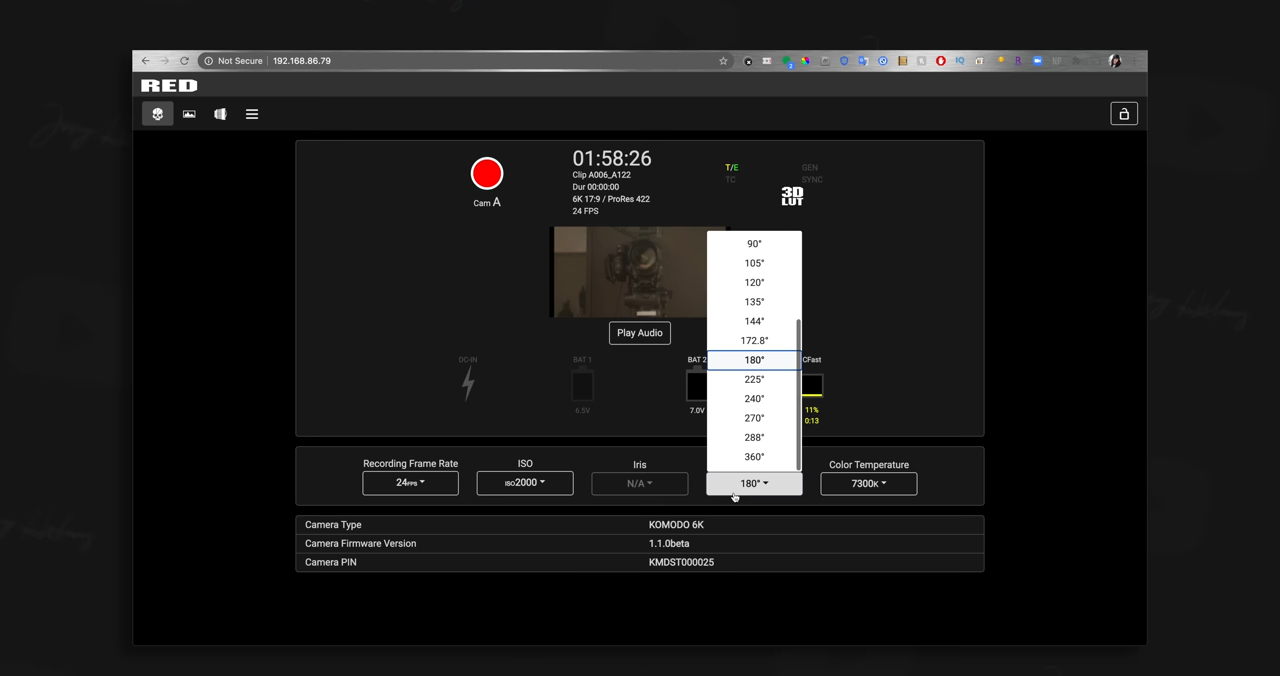 Not Secure | 192.168.86.79
RED
01:58:26
Clip A006_A122
Dur 00:00:00
6K 17:9 / ProRes 422
24 FPS
Cam A
T/E
TC
GEN
SYNC
3D
LUT
Play Audio
DC-IN
BAT 1
6.5V
BAT 2
7.0V
CFast
11%
0:13
90°
105°
120°
135°
144°
172.8°
180°
225°
240°
270°
288°
360°
Recording Frame Rate
24FPS
ISO
ISO2000
Iris
N/A
180°
Color Temperature
7300K
Camera Type KOMODO 6K
Camera Firmware Version 1.1.0beta
Camera PIN KMDST000025